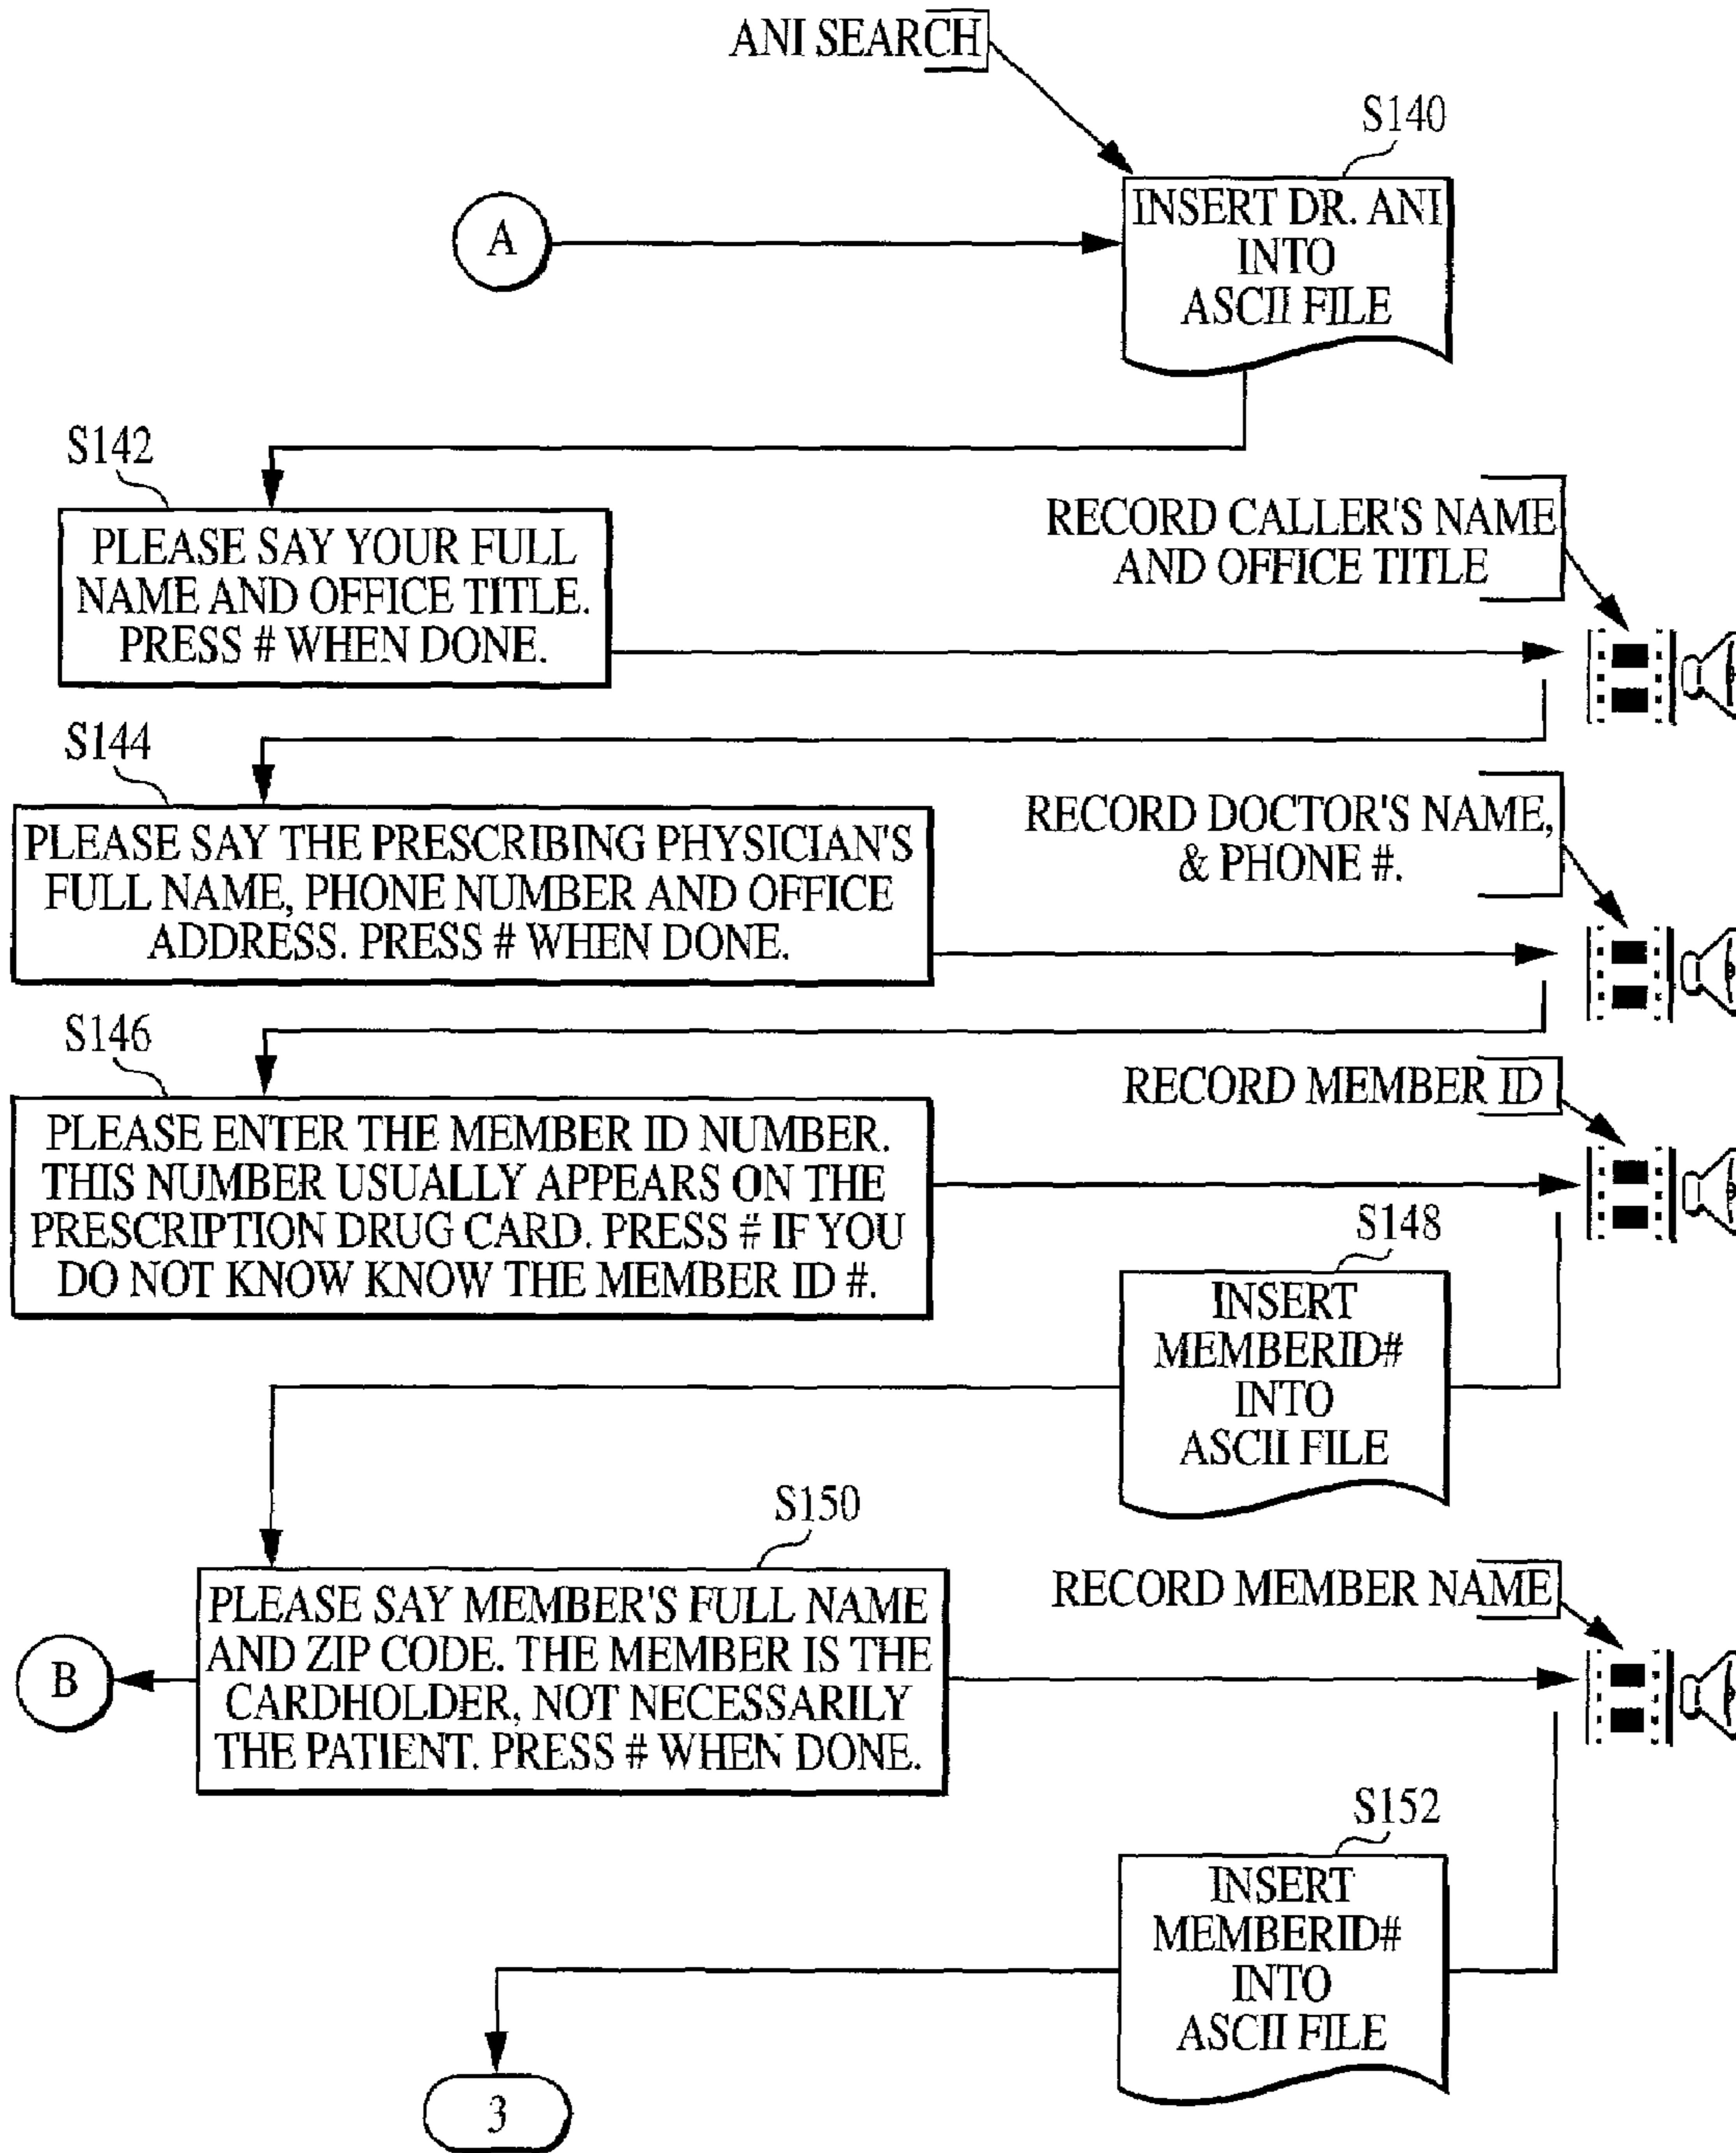 ANI SEARCH
S140
A
INSERT DR. ANI
INTO
ASCII FILE
S142
PLEASE SAY YOUR FULL
NAME AND OFFICE TITLE.
PRESS # WHEN DONE.
RECORD CALLER'S NAME
AND OFFICE TITLE
S144
PLEASE SAY THE PRESCRIBING PHYSICIAN'S
FULL NAME, PHONE NUMBER AND OFFICE
ADDRESS. PRESS # WHEN DONE.
RECORD DOCTOR'S NAME,
& PHONE #.
S146
PLEASE ENTER THE MEMBER ID NUMBER.
THIS NUMBER USUALLY APPEARS ON THE
PRESCRIPTION DRUG CARD. PRESS # IF YOU
DO NOT KNOW KNOW THE MEMBER ID #.
RECORD MEMBER ID
S148
INSERT
MEMBERID#
INTO
ASCII FILE
S150
PLEASE SAY MEMBER'S FULL NAME
AND ZIP CODE. THE MEMBER IS THE
CARDHOLDER, NOT NECESSARILY
THE PATIENT. PRESS # WHEN DONE.
B
RECORD MEMBER NAME
S152
INSERT
MEMBERID#
INTO
ASCII FILE
3